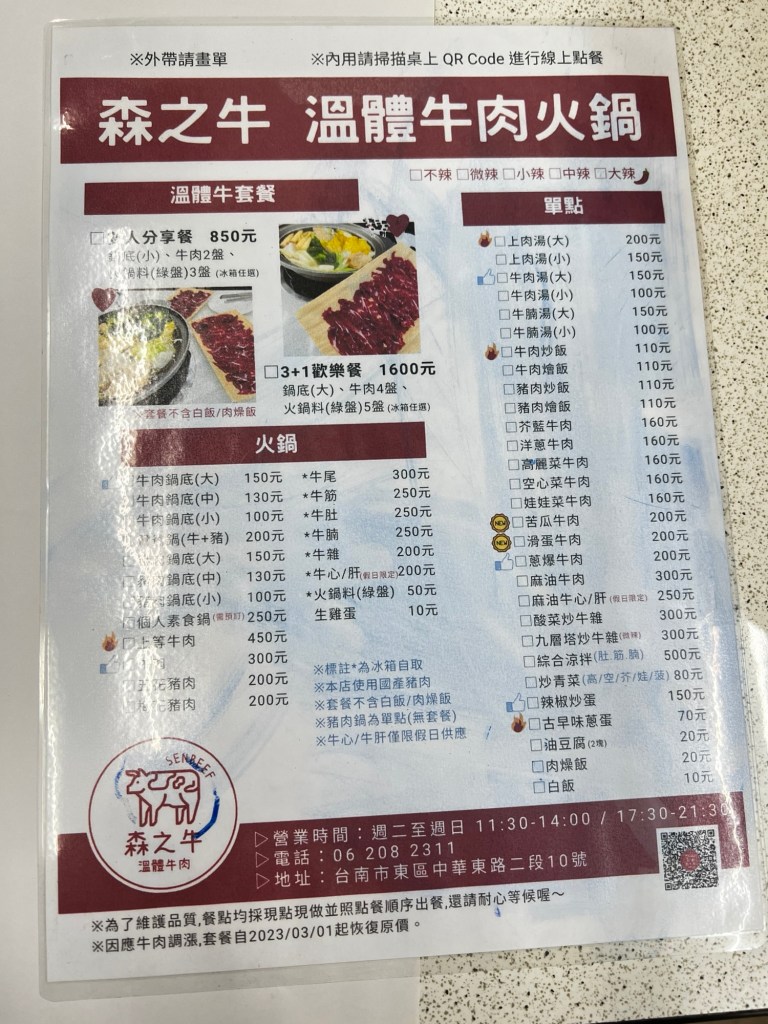 ※外帶請畫單
※內用請掃描桌上 QR Code 進行線上點餐
森之牛 溫體牛肉火鍋
□不辣 □微辣 □小辣 □中辣 □大辣
溫體牛套餐
人分享餐 850元
底(小)、牛肉2盤、
鍋料(綠盤)3盤 (冰箱任選)
※套餐不含白飯/肉燥飯
□3+1歡樂餐 1600元
鍋底(大)、牛肉4盤、
火鍋料(綠盤)5盤 (冰箱任選)
火鍋
牛肉鍋底(大) 150元
牛肉鍋底(中) 130元
牛肉鍋底(小) 100元
鍋(牛+豬) 200元
鍋底(大) 150元
鍋底(中) 130元
鍋底(小) 100元
個人素食鍋(需預訂) 250元
□上等牛肉 450元
300元
豬肉 200元
花豬肉 200元
*牛尾 300元
*牛筋 250元
*牛肚 250元
*牛腩 250元
*牛雜 200元
*牛心/肝(假日限定) 200元
*火鍋料(綠盤) 50元
生雞蛋 10元
※標註*為冰箱自取
※本店使用國產豬肉
※套餐不含白飯/肉燥飯
※豬肉鍋為單點(無套餐)
※牛心/牛肝僅限假日供應
單點
□上肉湯(大) 200元
□上肉湯(小) 150元
□牛肉湯(大) 150元
□牛肉湯(小) 100元
□牛腩湯(大) 150元
□牛腩湯(小) 100元
□牛肉炒飯 110元
□牛肉燴飯 110元
□豬肉炒飯 110元
□豬肉燴飯 110元
□芥藍牛肉 160元
□洋蔥牛肉 160元
□高麗菜牛肉 160元
□空心菜牛肉 160元
□娃娃菜牛肉 160元
NEW □苦瓜牛肉 200元
NEW □滑蛋牛肉 200元
□蔥爆牛肉 200元
□麻油牛肉 300元
□麻油牛心/肝(假日限定) 250元
□酸菜炒牛雜 300元
□九層塔炒牛雜(微辣) 300元
□綜合涼拌(肚.筋.腩) 500元
□炒青菜(高/空/芥/娃/菠) 80元
□辣椒炒蛋 150元
□古早味蔥蛋 70元
□油豆腐(2塊) 20元
□肉燥飯 20元
□白飯 10元
SENBEEF
森之牛
溫體牛肉
▷營業時間：週二至週日 11:30-14:00 / 17:30-21:30
▷電話：06 208 2311
▷地址：台南市東區中華東路二段10號
※為了維護品質,餐點均採現點現做並照點餐順序出餐,還請耐心等候喔～
※因應牛肉調漲,套餐自2023/03/01起恢復原價。